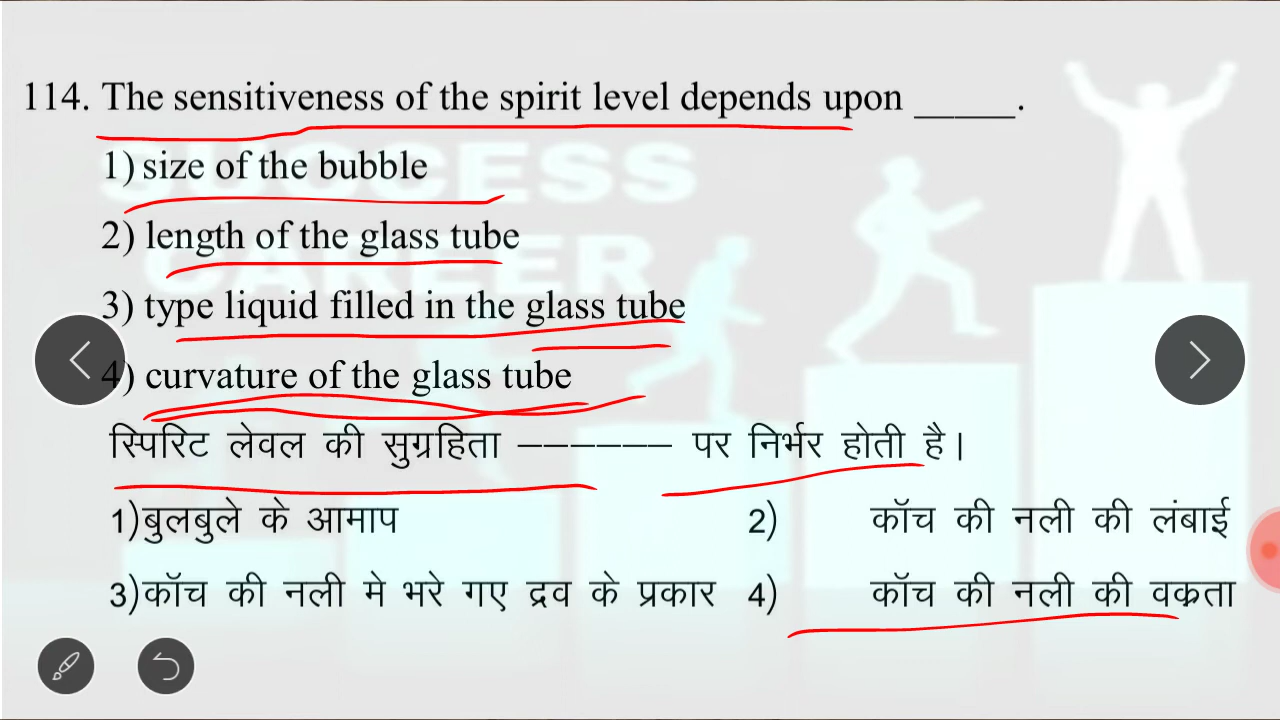 114. The sensitiveness of the spirit level depends upon _____.
1) size of the bubble
2) length of the glass tube
3) type liquid filled in the glass tube
4) curvature of the glass tube
स्पिरिट लेवल की सुग्रहिता ------ पर निर्भर होती है।
1)बुलबुले के आमाप 2) कॉच की नली की लंबाई
3)कॉच की नली मे भरे गए द्रव के प्रकार 4) कॉच की नली की वक्रता
SUCCESS
CAREER